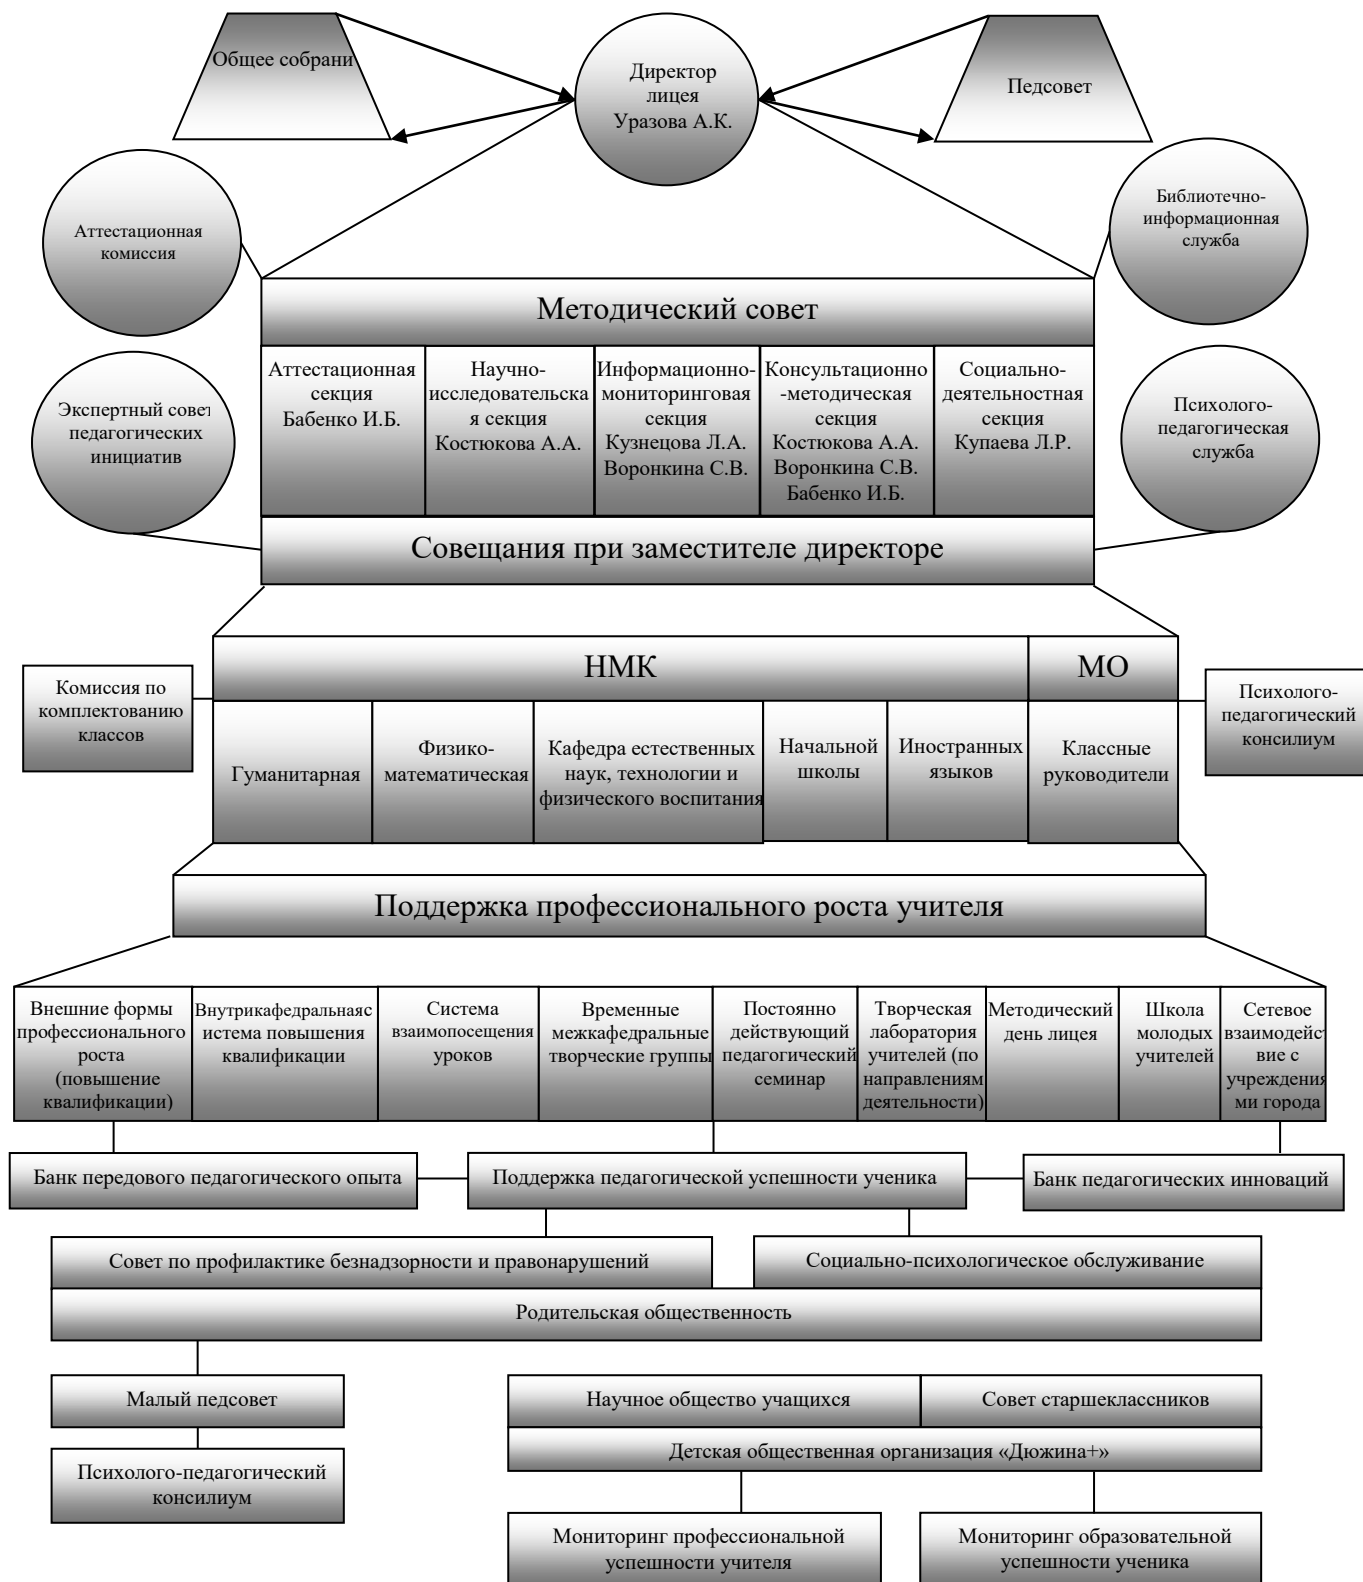 Общее собрани
Директор
лицея
Уразова А.К.
Педсовет
Аттестационная
комиссия
Библиотечно-
информационная
служба
Методический совет
Аттестационная
секция
Бабенко И.Б.
Научно-
исследовательска
я секция
Костюкова А.А.
Информационно-
мониторинговая
секция
Кузнецова Л.А.
Воронкина С.В.
Консультационно
-методическая
секция
Костюкова А.А.
Воронкина С.В.
Бабенко И.Б.
Социально-
деятельностная
секция
Купаева Л.Р.
Экспертный совет
педагогических
инициатив
Психолого-
педагогическая
служба
Совещания при заместителе директоре
НМК
МО
Комиссия по
комплектованию
классов
Психолого-
педагогический
консилиум
Гуманитарная
Физико-
математическая
Кафедра естественных
наук, технологии и
физического воспитания
Начальной
школы
Иностранных
языков
Классные
руководители
Поддержка профессионального роста учителя
Внешние формы
профессионального
роста
(повышение
квалификации)
Внутрикафедральнаяс
истема повышения
квалификации
Система
взаимопосещения
уроков
Временные
межкафедральные
творческие группы
Постоянно
действующий
педагогический
семинар
Творческая
лаборатория
учителей (по
направлениям
деятельности)
Методический
день лицея
Школа
молодых
учителей
Сетевое
взаимодейст
вие с
учреждения
ми города
Банк передового педагогического опыта
Поддержка педагогической успешности ученика
Банк педагогических инноваций
Совет по профилактике безнадзорности и правонарушений
Социально-психологическое обслуживание
Родительская общественность
Малый педсовет
Научное общество учащихся
Совет старшеклассников
Детская общественная организация «Дюжина+»
Психолого-педагогический
консилиум
Мониторинг профессиональной
успешности учителя
Мониторинг образовательной
успешности ученика